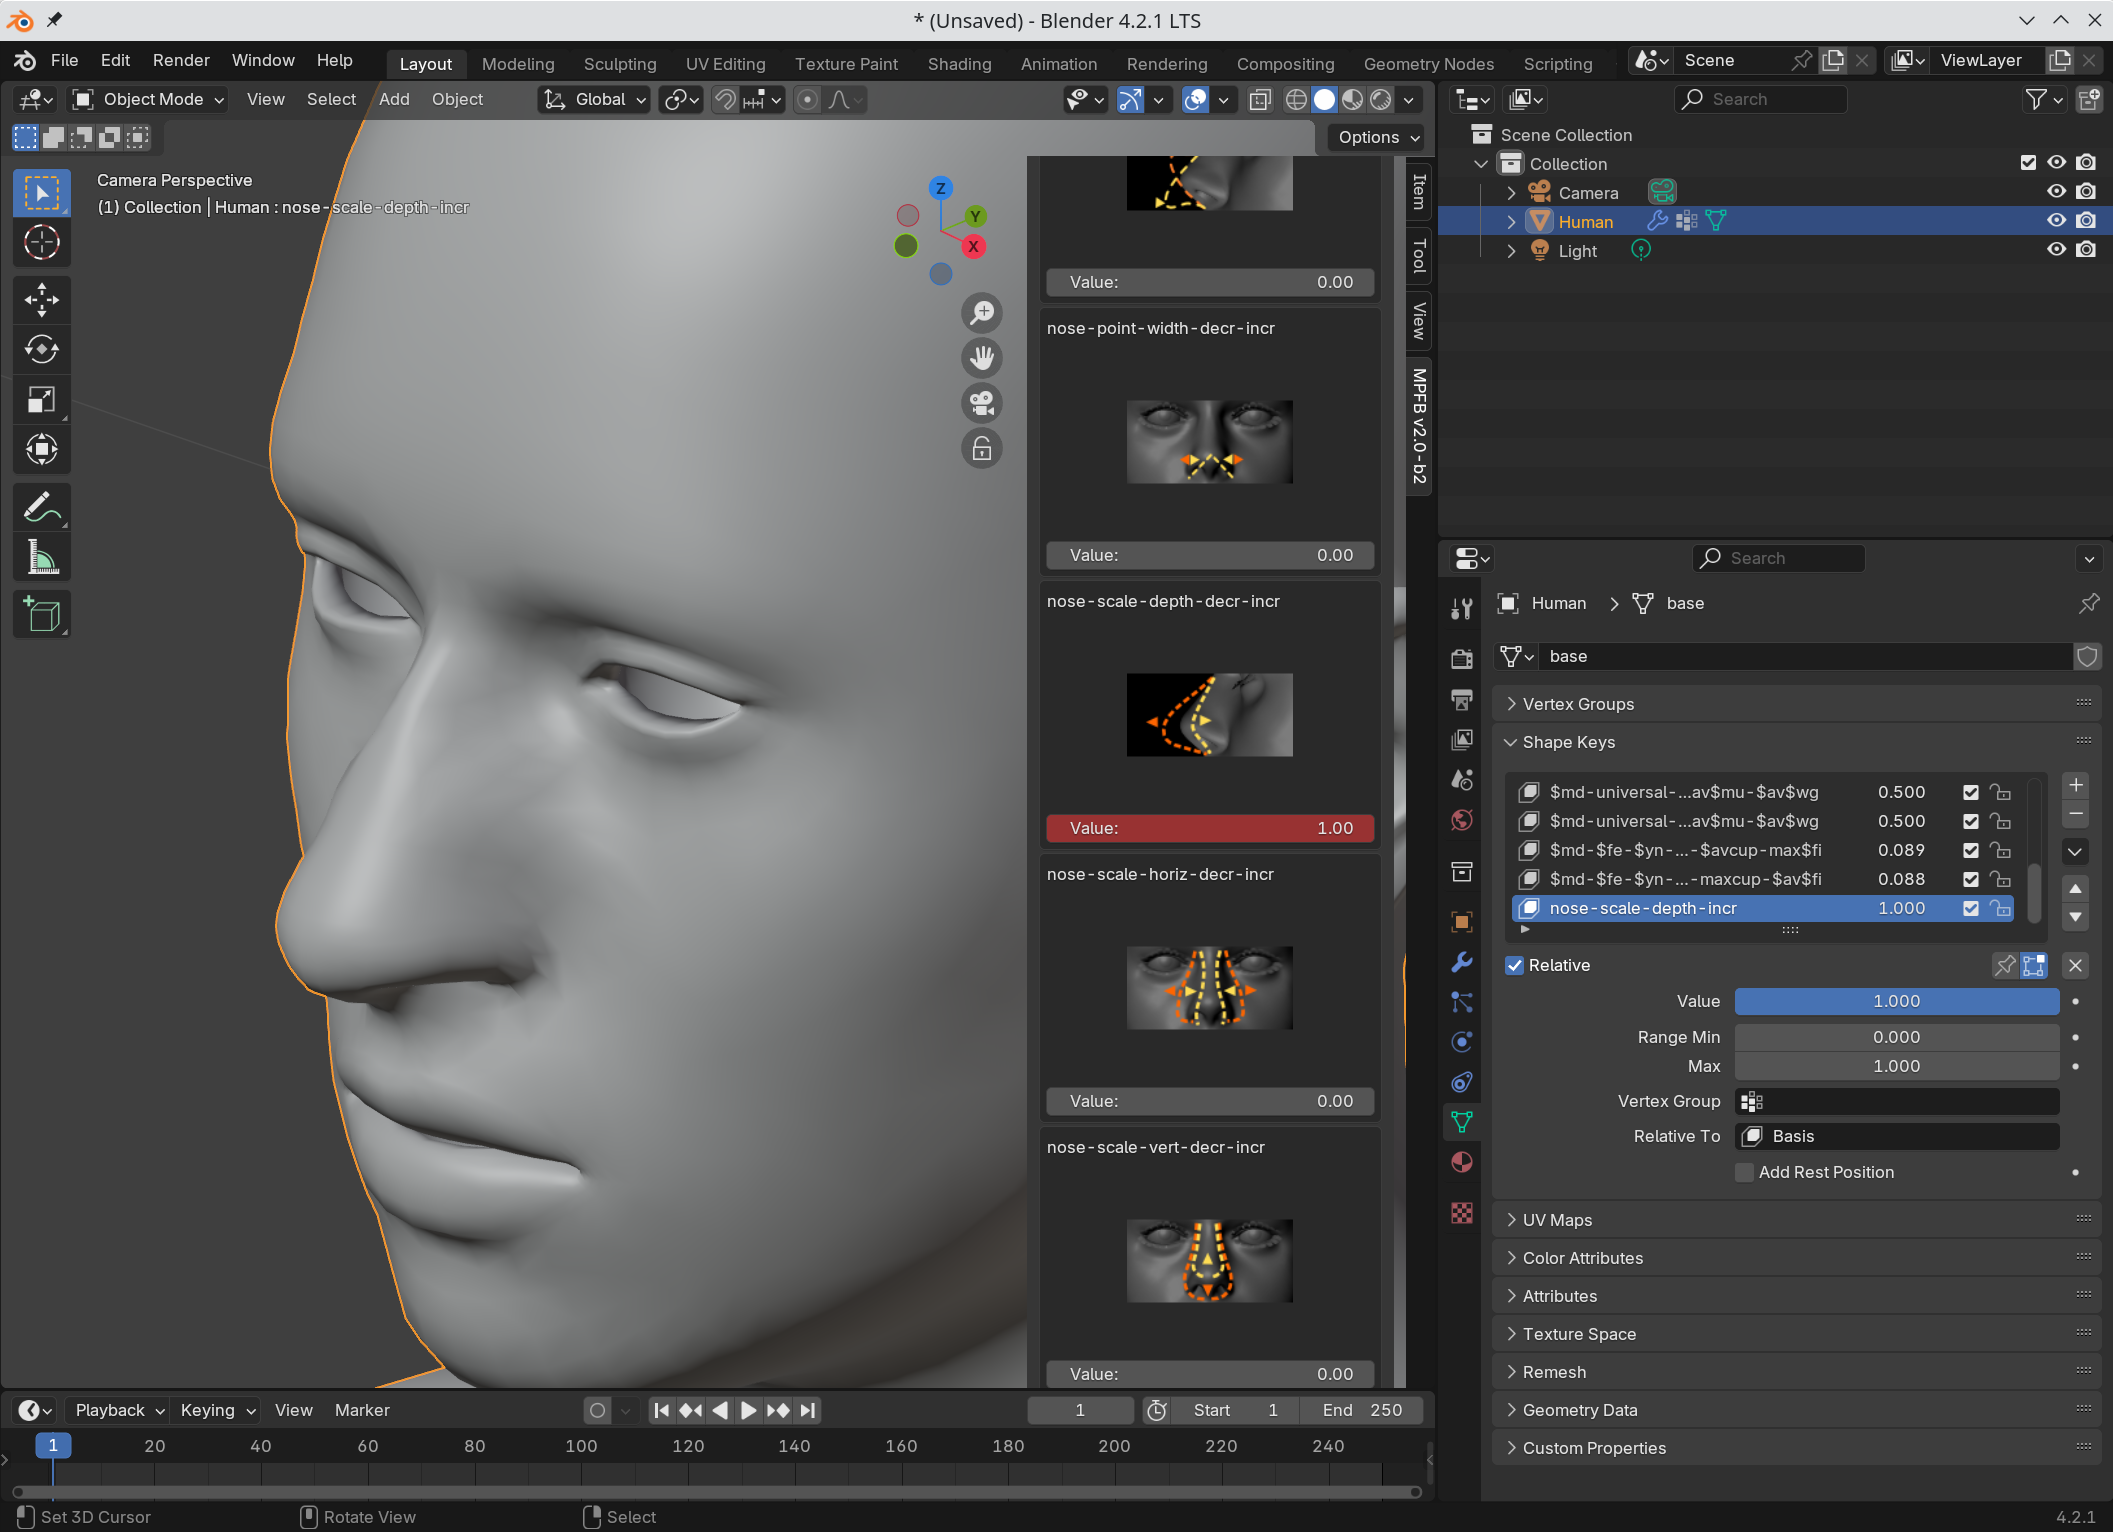 * (Unsaved) - Blender 4.2.1 LTS
File Edit Render Window Help Layout Modeling Sculpting UV Editing Texture Paint Shading Animation Rendering Compositing Geometry Nodes Scripting Scene ViewLayer
Object Mode View Select Add Object Global
Options
Camera Perspective
(1) Collection | Human : nose-scale-depth-incr
Z
Y
X
Value: 0.00
nose-point-width-decr-incr
Value: 0.00
nose-scale-depth-decr-incr
Value: 1.00
nose-scale-horiz-decr-incr
Value: 0.00
nose-scale-vert-decr-incr
Value: 0.00
Item
Tool
View
MPFB v2.0-b2
Search
Scene Collection
Collection
Camera
Human
Light
Search
Human > base
base
Vertex Groups
Shape Keys
$md-universal-...av$mu-$av$wg 0.500
$md-universal-...av$mu-$av$wg 0.500
$md-$fe-$yn-...-$avcup-max$fi 0.089
$md-$fe-$yn-...-maxcup-$av$fi 0.088
nose-scale-depth-incr 1.000
Relative
Value 1.000
Range Min 0.000
Max 1.000
Vertex Group
Relative To Basis
Add Rest Position
UV Maps
Color Attributes
Attributes
Texture Space
Remesh
Geometry Data
Custom Properties
Playback Keying View Marker 1 Start 1 End 250
1 20 40 60 80 100 120 140 160 180 200 220 240
Set 3D Cursor Rotate View Select 4.2.1